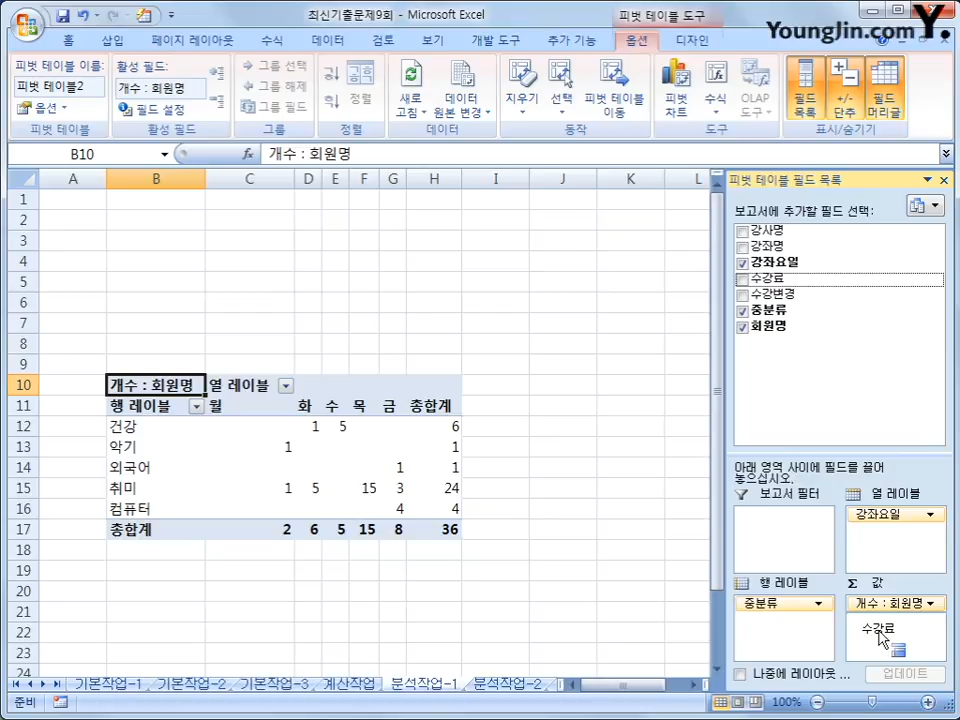 최신기출문제9회 - Microsoft Excel
피벗 테이블 도구
YoungJin.com Y.
홈 삽입 페이지 레이아웃 수식 데이터 검토 보기 개발 도구 추가 기능 옵션 디자인
피벗 테이블 이름:
피벗 테이블2
옵션
피벗 테이블
활성 필드:
개수 : 회원명
필드 설정
활성 필드
그룹 선택
그룹 해제
그룹 필드
그룹
정렬
정렬
새로 고침
데이터 원본 변경
데이터
지우기
선택
피벗 테이블 이동
동작
피벗 차트
수식
OLAP 도구
도구
필드 목록
+/- 단추
필드 머리글
표시/숨기기
B10 fx 개수 : 회원명
A B C D E F G H I J K L
1
2
3
4
5
6
7
8
9
10 개수 : 회원명 열 레이블
11 행 레이블 월 화 수 목 금 총합계
12 건강 1 5 6
13 악기 1 1
14 외국어 1 1
15 취미 1 5 15 3 24
16 컴퓨터 4 4
17 총합계 2 6 5 15 8 36
18
19
20
21
22
23
24
피벗 테이블 필드 목록
보고서에 추가할 필드 선택:
강사명
강좌명
강좌요일
수강료
수강변경
중분류
회원명
아래 영역 사이에 필드를 끌어
놓으십시오.
보고서 필터
열 레이블
강좌요일
행 레이블
Σ 값
중분류
개수 : 회원명
수강료
나중에 레이아웃 ...
업데이트
기본작업-1 기본작업-2 기본작업-3 계산작업 분석작업-1 분석작업-2
준비
100%